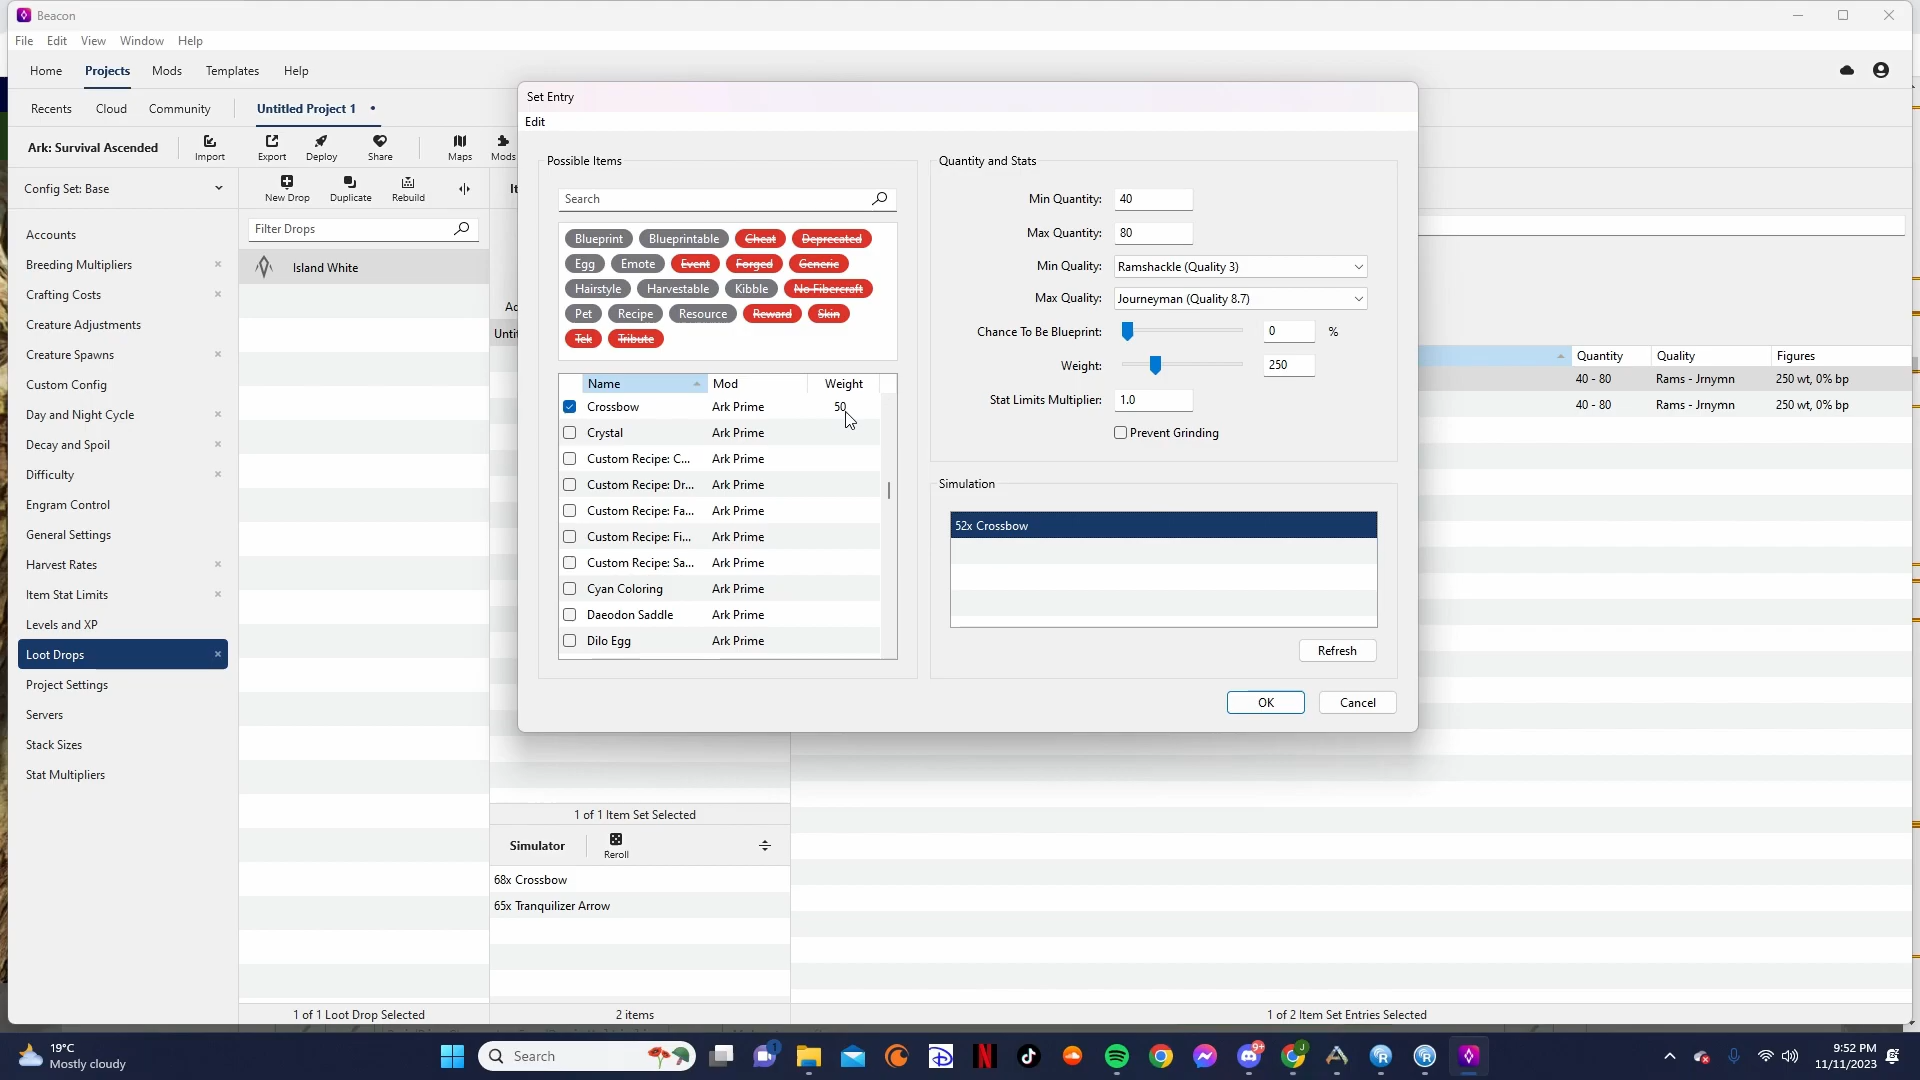 Beacon
File Edit View Window Help
Home Projects Mods Templates Help
Recents Cloud Community Untitled Project 1 •
Ark: Survival Ascended Import Export Deploy Share Maps Mods
Config Set: Base New Drop Duplicate Rebuild
Accounts
Breeding Multipliers
Crafting Costs
Creature Adjustments
Creature Spawns
Custom Config
Day and Night Cycle
Decay and Spoil
Difficulty
Engram Control
General Settings
Harvest Rates
Item Stat Limits
Levels and XP
Loot Drops
Project Settings
Servers
Stack Sizes
Stat Multipliers
Filter Drops
Island White
1 of 1 Loot Drop Selected
1 of 1 Item Set Selected
Simulator Reroll
68x Crossbow
65x Tranquilizer Arrow
2 items
Set Entry
Edit
Possible Items
Search
Blueprint Blueprintable Cheat Deprecated
Egg Emote Event Forged Generic
Hairstyle Harvestable Kibble No Fibercraft
Pet Recipe Resource Reward Skin
Tek Tribute
Name Mod Weight
Crossbow Ark Prime 50
Crystal Ark Prime
Custom Recipe: C... Ark Prime
Custom Recipe: Dr... Ark Prime
Custom Recipe: Fa... Ark Prime
Custom Recipe: Fi... Ark Prime
Custom Recipe: Sa... Ark Prime
Cyan Coloring Ark Prime
Daeodon Saddle Ark Prime
Dilo Egg Ark Prime
Quantity and Stats
Min Quantity: 40
Max Quantity: 80
Min Quality: Ramshackle (Quality 3)
Max Quality: Journeyman (Quality 8.7)
Chance To Be Blueprint: 0 %
Weight: 250
Stat Limits Multiplier: 1.0
Prevent Grinding
Simulation
52x Crossbow
Refresh
OK Cancel
Quantity Quality Figures
40 - 80 Rams - Jrnymn 250 wt, 0% bp
40 - 80 Rams - Jrnymn 250 wt, 0% bp
1 of 2 Item Set Entries Selected
19°C
Mostly cloudy
Search
9:52 PM
11/11/2023